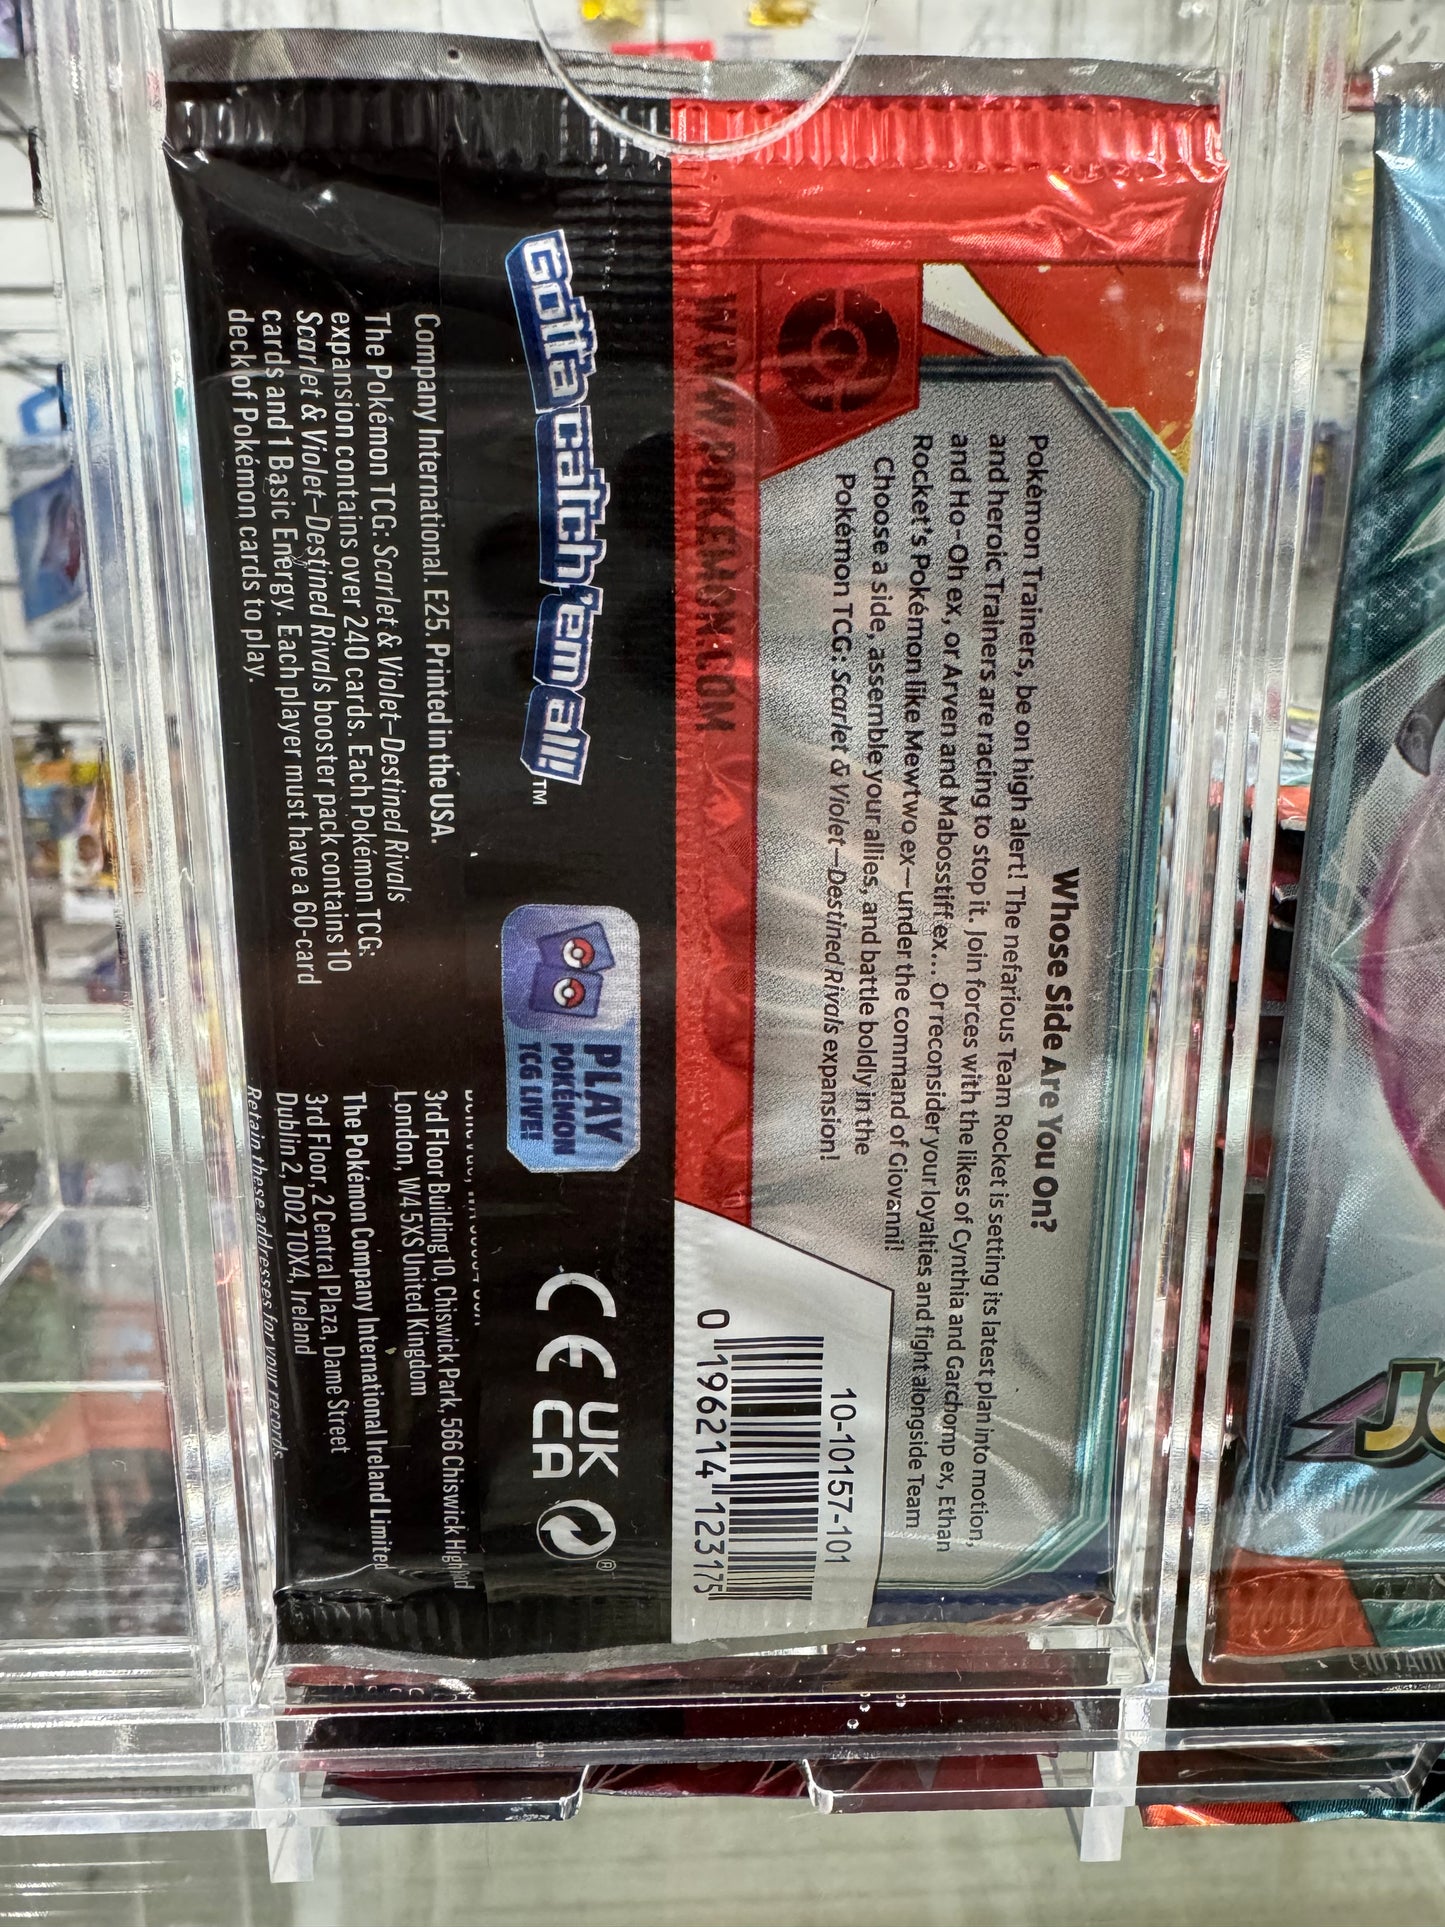 Whose Side Are You On?
Pokémon Trainers, be on high alert! The nefarious Team Rocket is setting its latest plan into motion,
and heroic Trainers are racing to stop it. Join forces with the likes of Cynthia and Garchomp ex, Ethan
and Ho-Oh ex, or Arven and Mabosstiff ex… Or reconsider your loyalties and fight alongside Team
Rocket's Pokémon like Mewtwo ex—under the command of Giovanni!
Choose a side, assemble your allies, and battle boldly in the
Pokémon TCG: Scarlet & Violet—Destined Rivals expansion!
10-10157-101
0 196214 123175
WWW.POKEMON.COM
Gotta catch 'em all!™
PLAY
POKÉMON
TCG LIVE!
CE
UK
CA
®
Company International. E25. Printed in the USA.
The Pokémon TCG: Scarlet & Violet—Destined Rivals
expansion contains over 240 cards. Each Pokémon TCG:
Scarlet & Violet—Destined Rivals booster pack contains 10
cards and 1 Basic Energy. Each player must have a 60-card
deck of Pokémon cards to play.
3rd Floor Building 10, Chiswick Park, 566 Chiswick High
London, W4 5XS United Kingdom
The Pokémon Company International Ireland Limited
3rd Floor, 2 Central Plaza, Dame Street
Dublin 2, D02 T0X4, Ireland
Retain these addresses for your records.